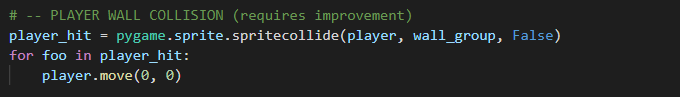 # -- PLAYER WALL COLLISION (requires improvement)
player_hit = pygame.sprite.spritecollide(player, wall_group, False)
for foo in player_hit:
    player.move(0, 0)